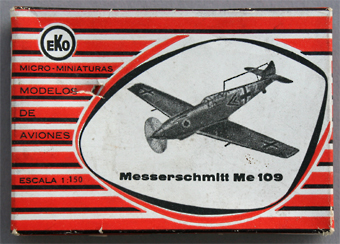 EKO
MICRO-MINIATURAS
MODELOS
DE
AVIONES
ESCALA 1:150
Messerschmitt Me 109